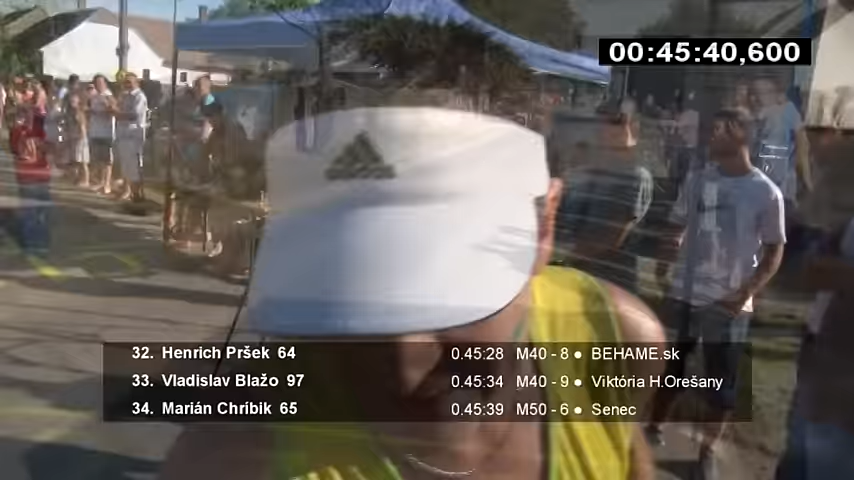 00:45:40,600
32. Henrich Pršek 64 0.45:28 M40 - 8 ● BEHAME.sk
33. Vladislav Blažo 97 0.45:34 M40 - 9 ● Viktória H.Orešany
34. Marián Chríbik 65 0.45:39 M50 - 6 ● Senec